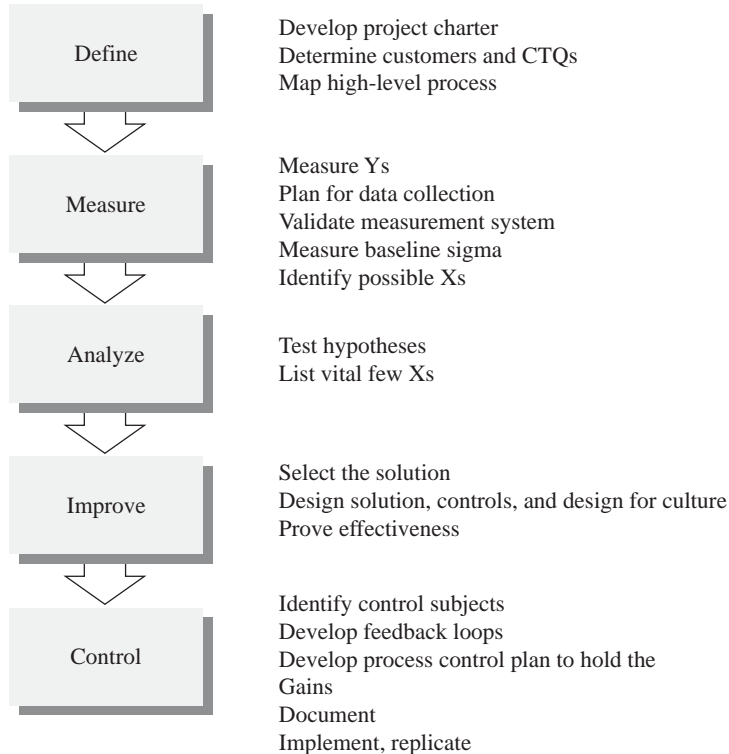 Define
Develop project charter
Determine customers and CTQs
Map high-level process
Measure
Measure Ys
Plan for data collection
Validate measurement system
Measure baseline sigma
Identify possible Xs
Analyze
Test hypotheses
List vital few Xs
Improve
Select the solution
Design solution, controls, and design for culture
Prove effectiveness
Control
Identify control subjects
Develop feedback loops
Develop process control plan to hold the
Gains
Document
Implement, replicate